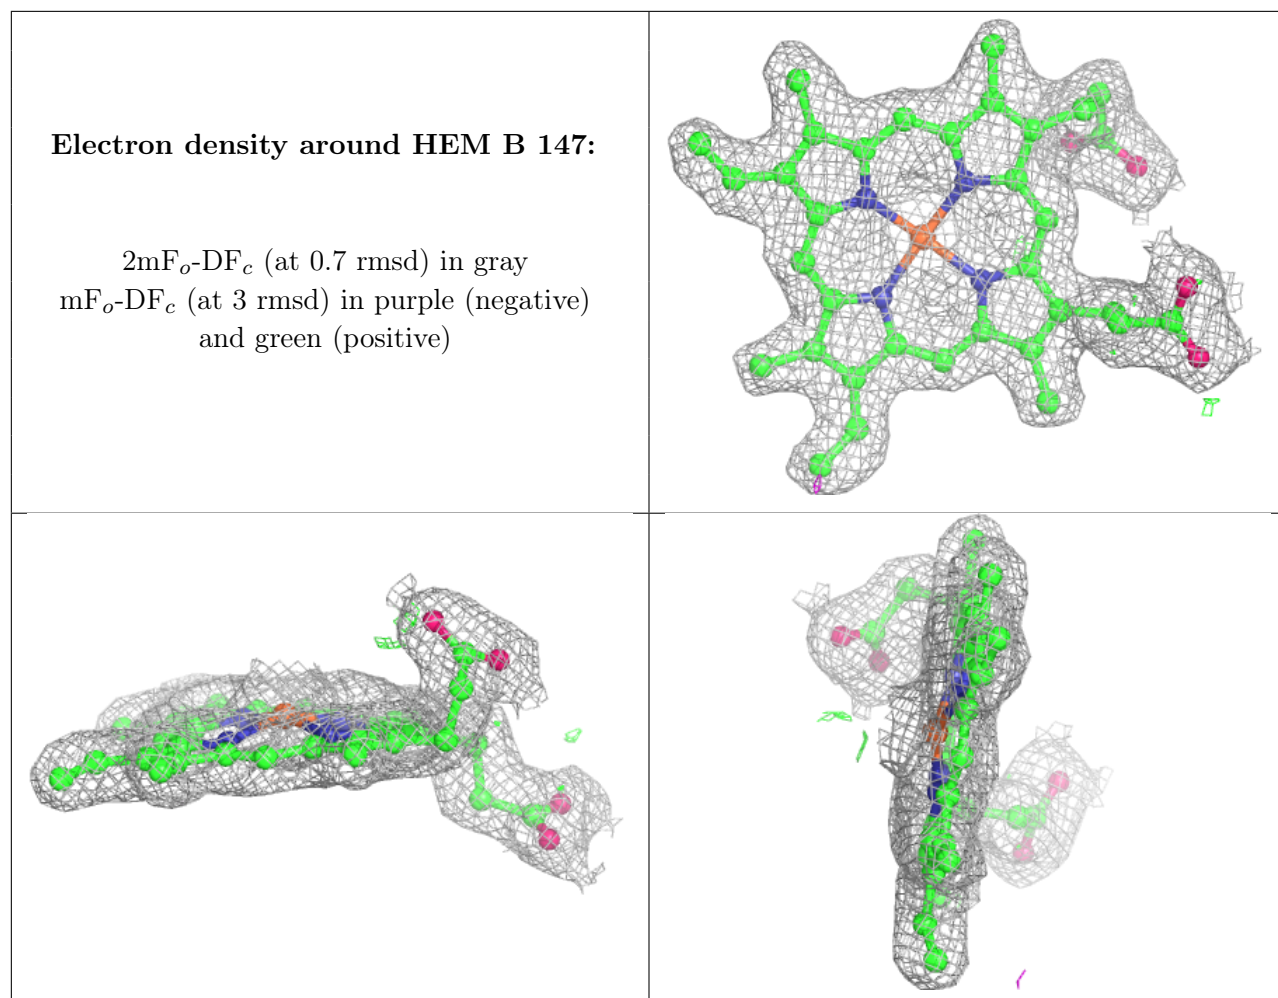 Electron density around HEM B 147:
2mFo-DFc (at 0.7 rmsd) in gray
mFo-DFc (at 3 rmsd) in purple (negative)
and green (positive)